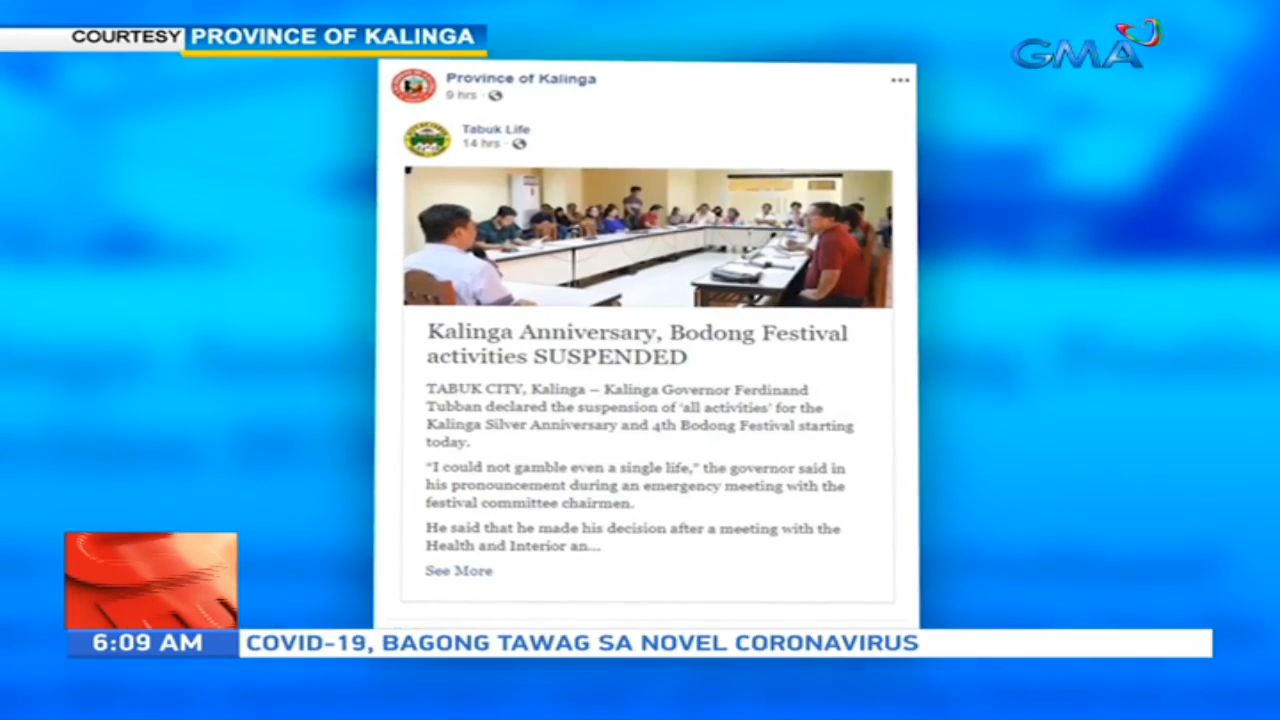 COURTESY PROVINCE OF KALINGA
GMA
Province of Kalinga
9 hrs ·
Tabuk Life
14 hrs ·
Kalinga Anniversary, Bodong Festival
activities SUSPENDED
TABUK CITY, Kalinga – Kalinga Governor Ferdinand
Tubban declared the suspension of ‘all activities’ for the
Kalinga Silver Anniversary and 4th Bodong Festival starting
today.
“I could not gamble even a single life,” the governor said in
his pronouncement during an emergency meeting with the
festival committee chairmen.
He said that he made his decision after a meeting with the
Health and Interior an...
See More
6:09 AM COVID-19, BAGONG TAWAG SA NOVEL CORONAVIRUS